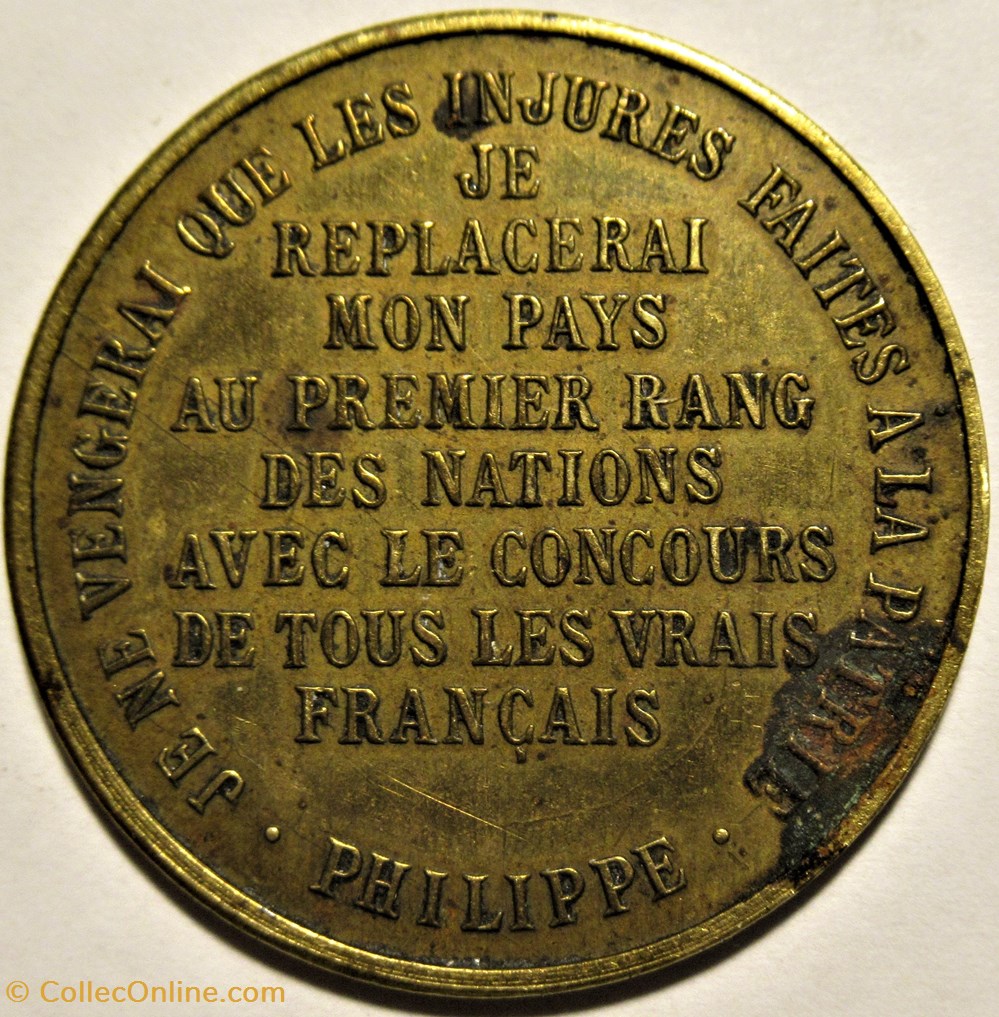 JE NE VENGERAI QUE LES INJURES FAITES A LA PATRIE
JE
REPLACERAI
MON PAYS
AU PREMIER RANG
DES NATIONS
AVEC LE CONCOURS
DE TOUS LES VRAIS
FRANÇAIS
· PHILIPPE ·
© CollecOnline.com